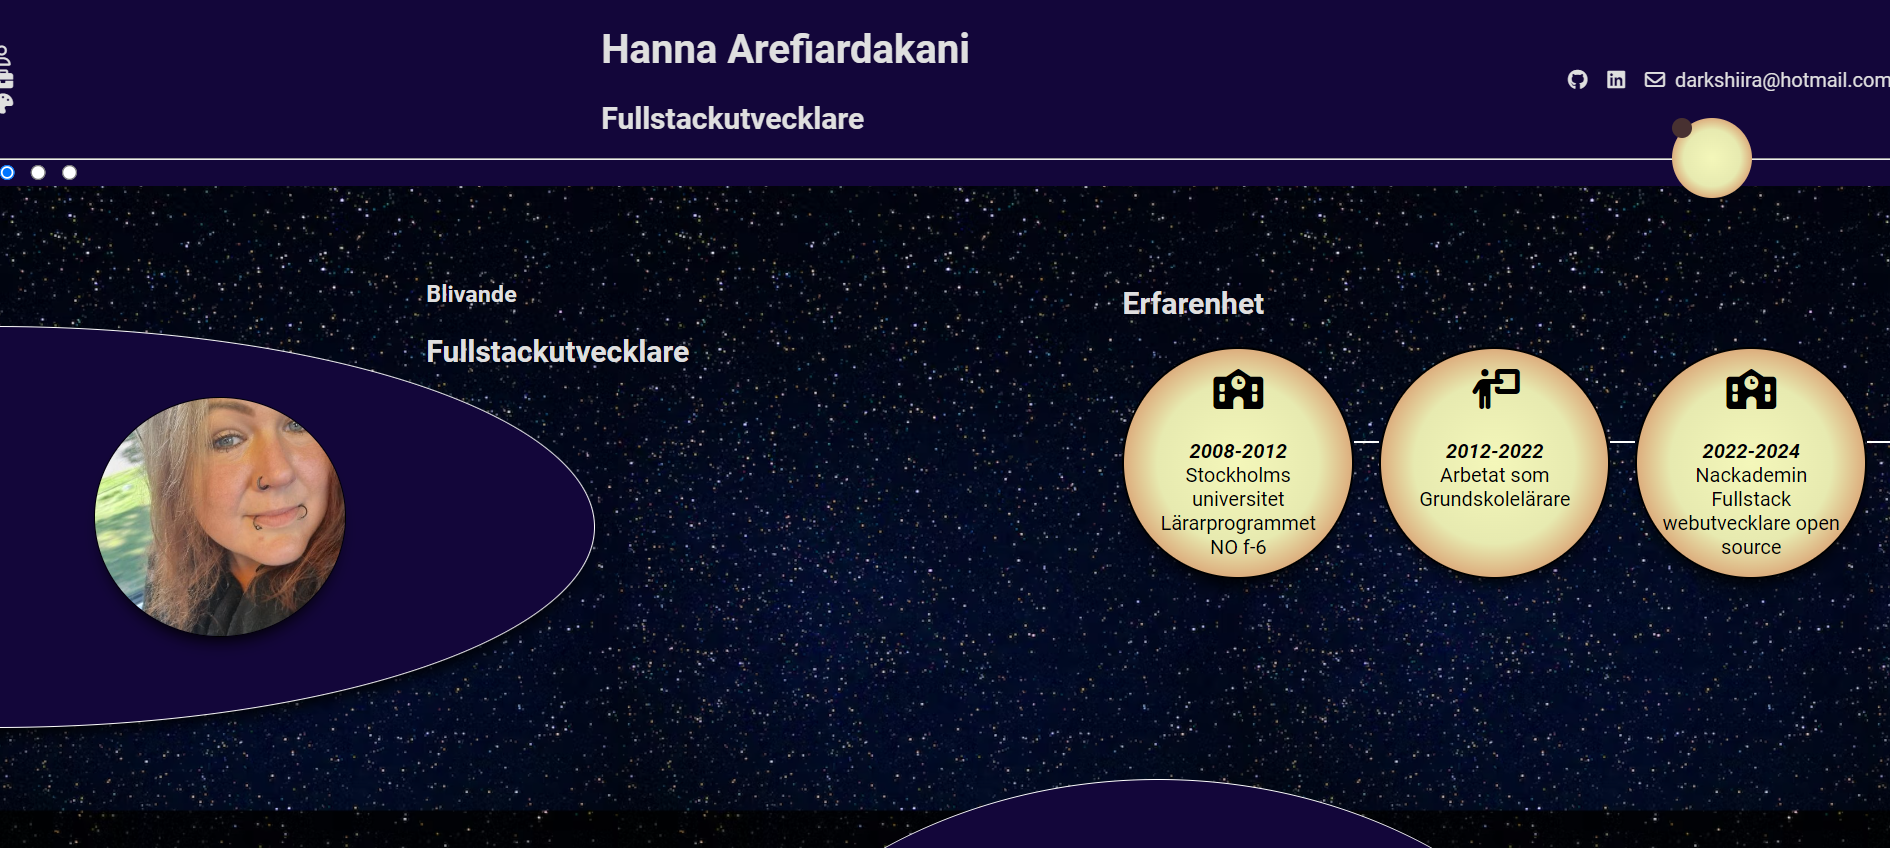 Hanna Arefiardakani
Fullstackutvecklare
darkshiira@hotmail.com
Blivande
Fullstackutvecklare
Erfarenhet
2008-2012
Stockholms
universitet
Lärarprogrammet
NO f-6
2012-2022
Arbetat som
Grundskolelärare
2022-2024
Nackademin
Fullstack
webutvecklare open
source